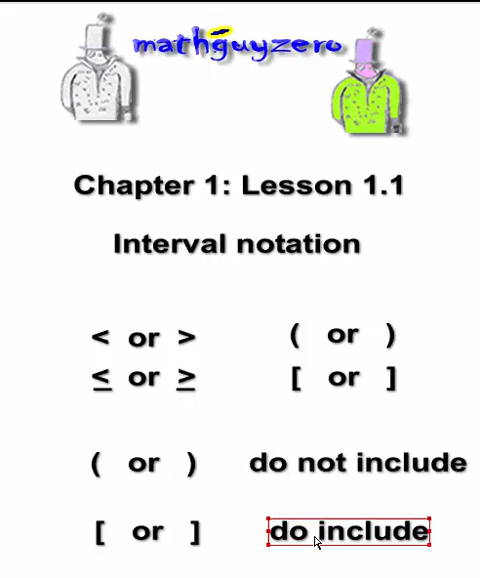 mathguyzero
Chapter 1: Lesson 1.1
Interval notation
< or > ( or )
≤ or ≥ [ or ]
( or ) do not include
[ or ] do include